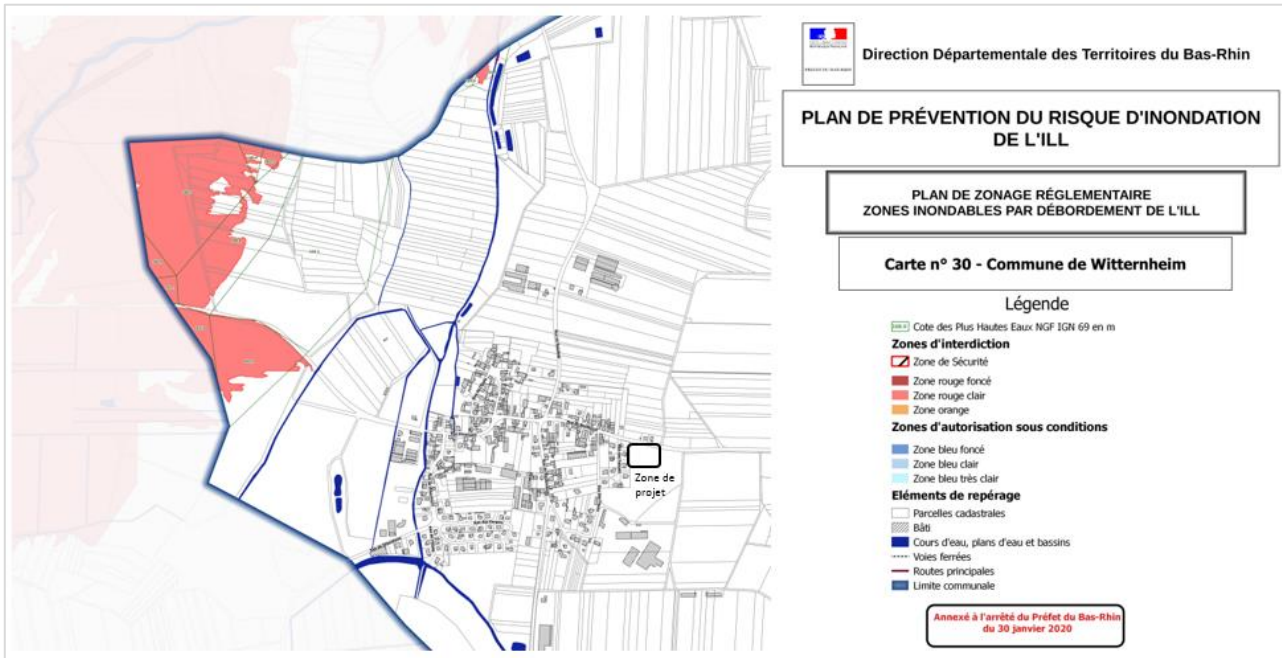 Direction Départementale des Territoires du Bas-Rhin
PLAN DE PRÉVENTION DU RISQUE D'INONDATION
DE L'ILL
PLAN DE ZONAGE RÉGLEMENTAIRE
ZONES INONDABLES PAR DÉBORDEMENT DE L'ILL
Carte n° 30 - Commune de Witternheim
Légende
Cote des Plus Hautes Eaux NGF IGN 69 en m
Zones d'interdiction
Zone de Sécurité
Zone rouge foncé
Zone rouge clair
Zone orange
Zones d'autorisation sous conditions
Zone bleu foncé
Zone bleu clair
Zone bleu très clair
Eléments de repérage
Parcelles cadastrales
Bâti
Cours d'eau, plans d'eau et bassins
Voies ferrées
Routes principales
Limite communale
Annexé à l'arrêté du Préfet du Bas-Rhin
du 30 janvier 2020
Zone de
projet